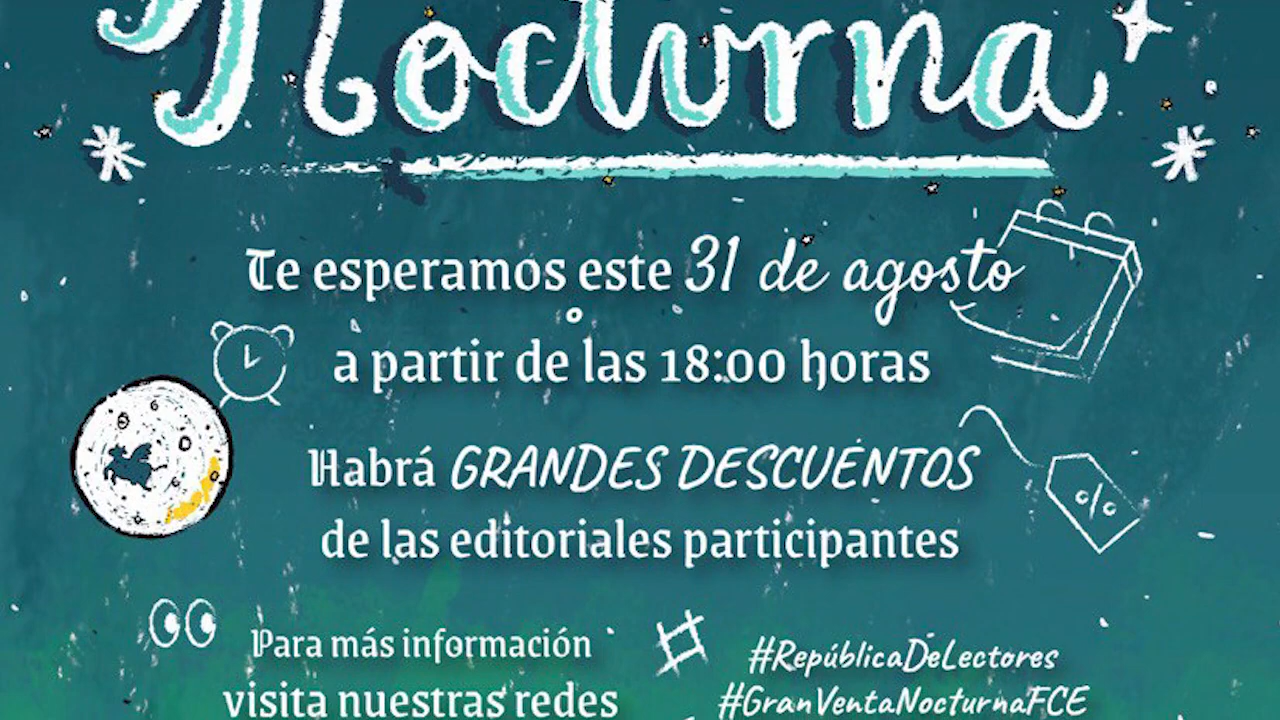 Nocturna
Te esperamos este 31 de agosto
a partir de las 18:00 horas
Habrá GRANDES DESCUENTOS
de las editoriales participantes
%
Para más información
visita nuestras redes
#RepúblicaDeLectores
#GranVentaNocturnaFCE